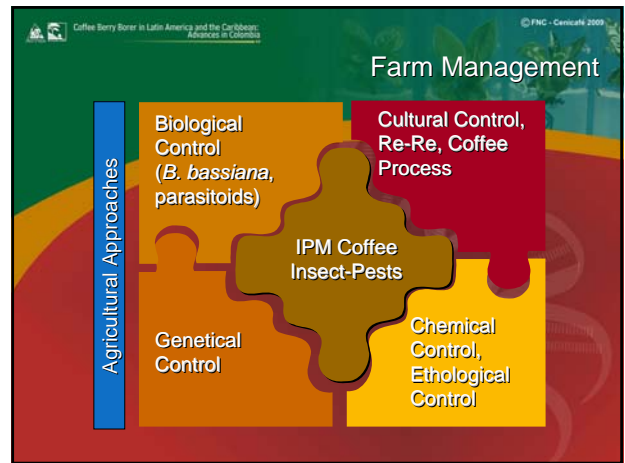 Coffee Berry Borer in Latin America and the Caribbean:
Advances in Colombia
© FNC - Cenicafé 2009
Farm Management
Agricultural Approaches
Biological
Control
(B. bassiana,
parasitoids)
Cultural Control,
Re-Re, Coffee
Process
IPM Coffee
Insect-Pests
Genetical
Control
Chemical
Control,
Ethological
Control